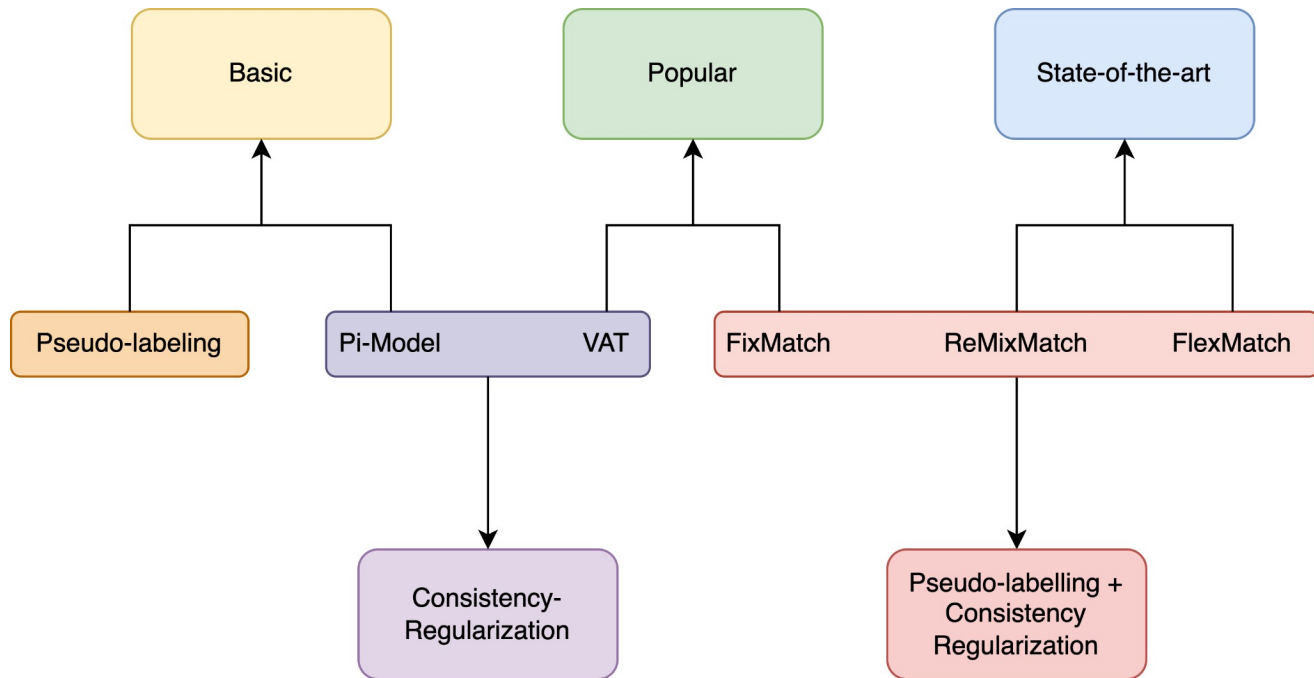 Basic
Popular
State-of-the-art
Pseudo-labeling
Pi-Model
VAT
FixMatch
ReMixMatch
FlexMatch
Consistency-
Regularization
Pseudo-labelling +
Consistency
Regularization